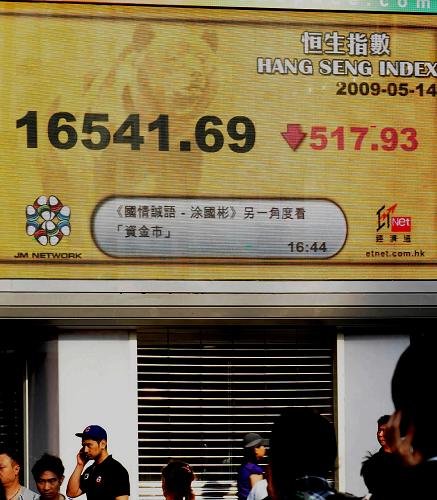 恒生指數
HANG SENG INDEX
2009-05-14
16541.69
517.93
《國情誠語 - 涂國彬》另一角度看
「資金市」
16:44
JM NETWORK
ET Net
經濟通
etnet.com.hk